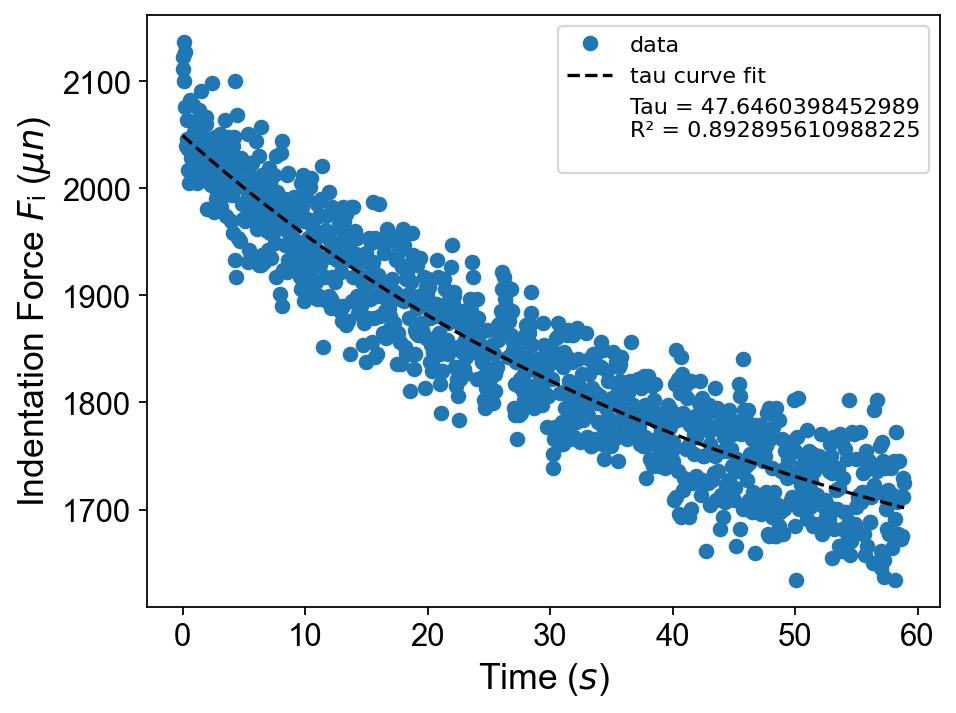 data
tau curve fit
Tau = 47.6460398452989
R² = 0.892895610988225
2100
2000
1900
1800
1700
Indentation Force Fᵢ (μn)
0 10 20 30 40 50 60
Time (s)